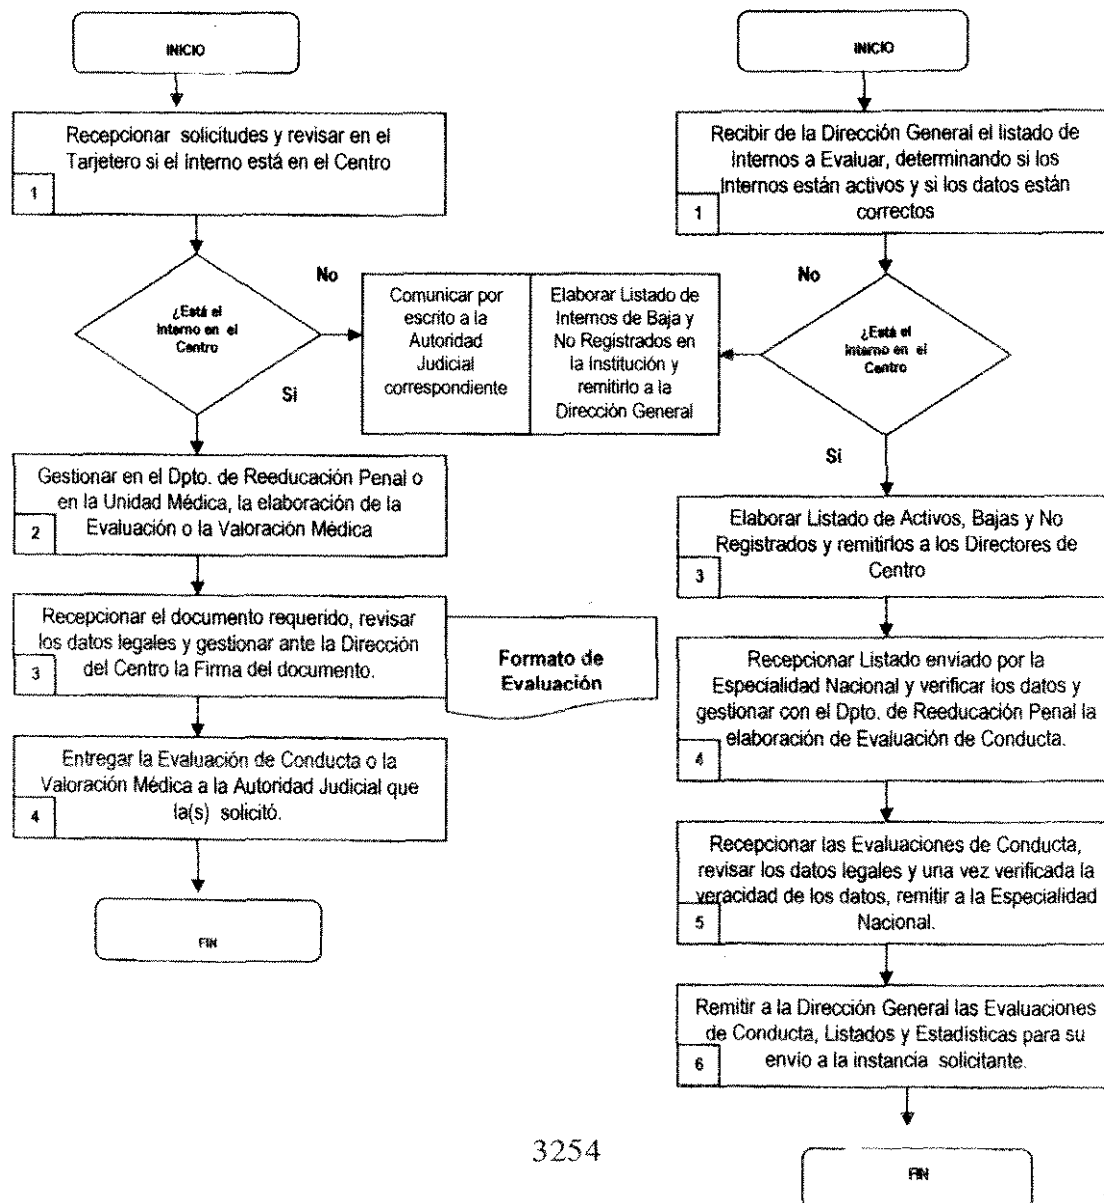 INICIO
Recepcionar solicitudes y revisar en el
Tarjetero si el Interno está en el Centro
1
¿Está el
Interno en el
Centro
No
Comunicar por
escrito a la
Autoridad
Judicial
correspondiente
Si
Gestionar en el Dpto. de Reeducación Penal o
en la Unidad Médica, la elaboración de la
Evaluación o la Valoración Médica
2
Recepcionar el documento requerido, revisar
los datos legales y gestionar ante la Dirección
del Centro la Firma del documento.
3
Formato de
Evaluación
Entregar la Evaluación de Conducta o la
Valoración Médica a la Autoridad Judicial que
la(s) solicitó.
4
FIN
INICIO
Recibir de la Dirección General el listado de
Internos a Evaluar, determinando si los
Internos están activos y si los datos están
correctos
1
¿Está el
Interno en el
Centro
No
Elaborar Listado de
Internos de Baja y
No Registrados en
la Institución y
remitirlo a la
Dirección General
Si
Elaborar Listado de Activos, Bajas y No
Registrados y remitirlos a los Directores de
Centro
3
Recepcionar Listado enviado por la
Especialidad Nacional y verificar los datos y
gestionar con el Dpto. de Reeducación Penal la
elaboración de Evaluación de Conducta.
4
Recepcionar las Evaluaciones de Conducta,
revisar los datos legales y una vez verificada la
veracidad de los datos, remitir a la Especialidad
Nacional.
5
Remitir a la Dirección General las Evaluaciones
de Conducta, Listados y Estadísticas para su
envío a la instancia solicitante.
6
FIN
3254